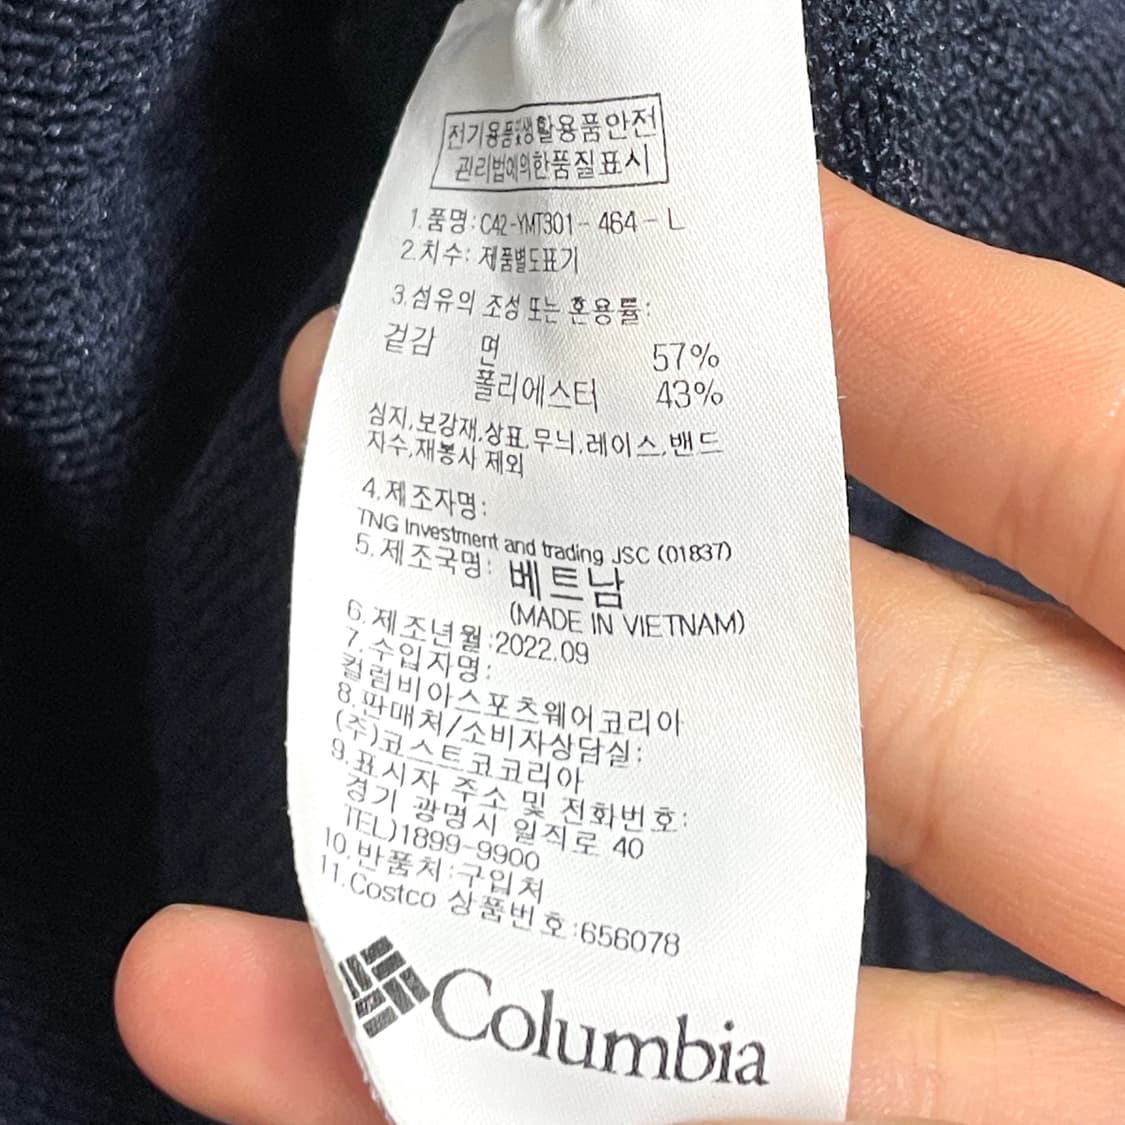 전기용품및생활용품안전
관리법에의한품질표시
1.품명:C42-YMT301-464-L
2.치수: 제품별도표기
3.섬유의 조성 또는 혼용률:
겉감 면 57%
폴리에스터 43%
심지,보강재,상표,무늬,레이스,밴드
자수,재봉사 제외
4.제조자명:
TNG Investment and trading JSC (01837)
5.제조국명: 베트남
(MADE IN VIETNAM)
6.제조년월:2022.09
7.수입자명:
컬럼비아스포츠웨어코리아
8.판매처/소비자상담실:
(주)코스트코코리아
9.표시자 주소 및 전화번호:
경기 광명시 일직로 40
TEL)1899-9900
10.반품처:구입처
11.Costco 상품번호:656078
Columbia